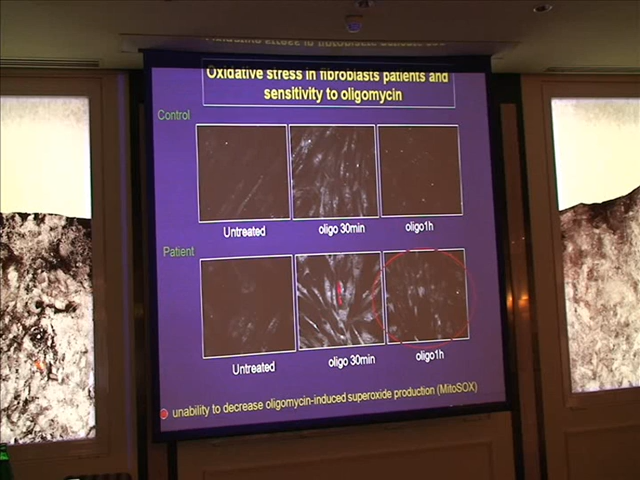 Oxidative stress in fibroblasts patients and
sensitivity to oligomycin
Control
Untreated
oligo 30min
oligo1h
Patient
Untreated
oligo 30min
oligo1h
unability to decrease oligomycin-induced superoxide production (MitoSOX)